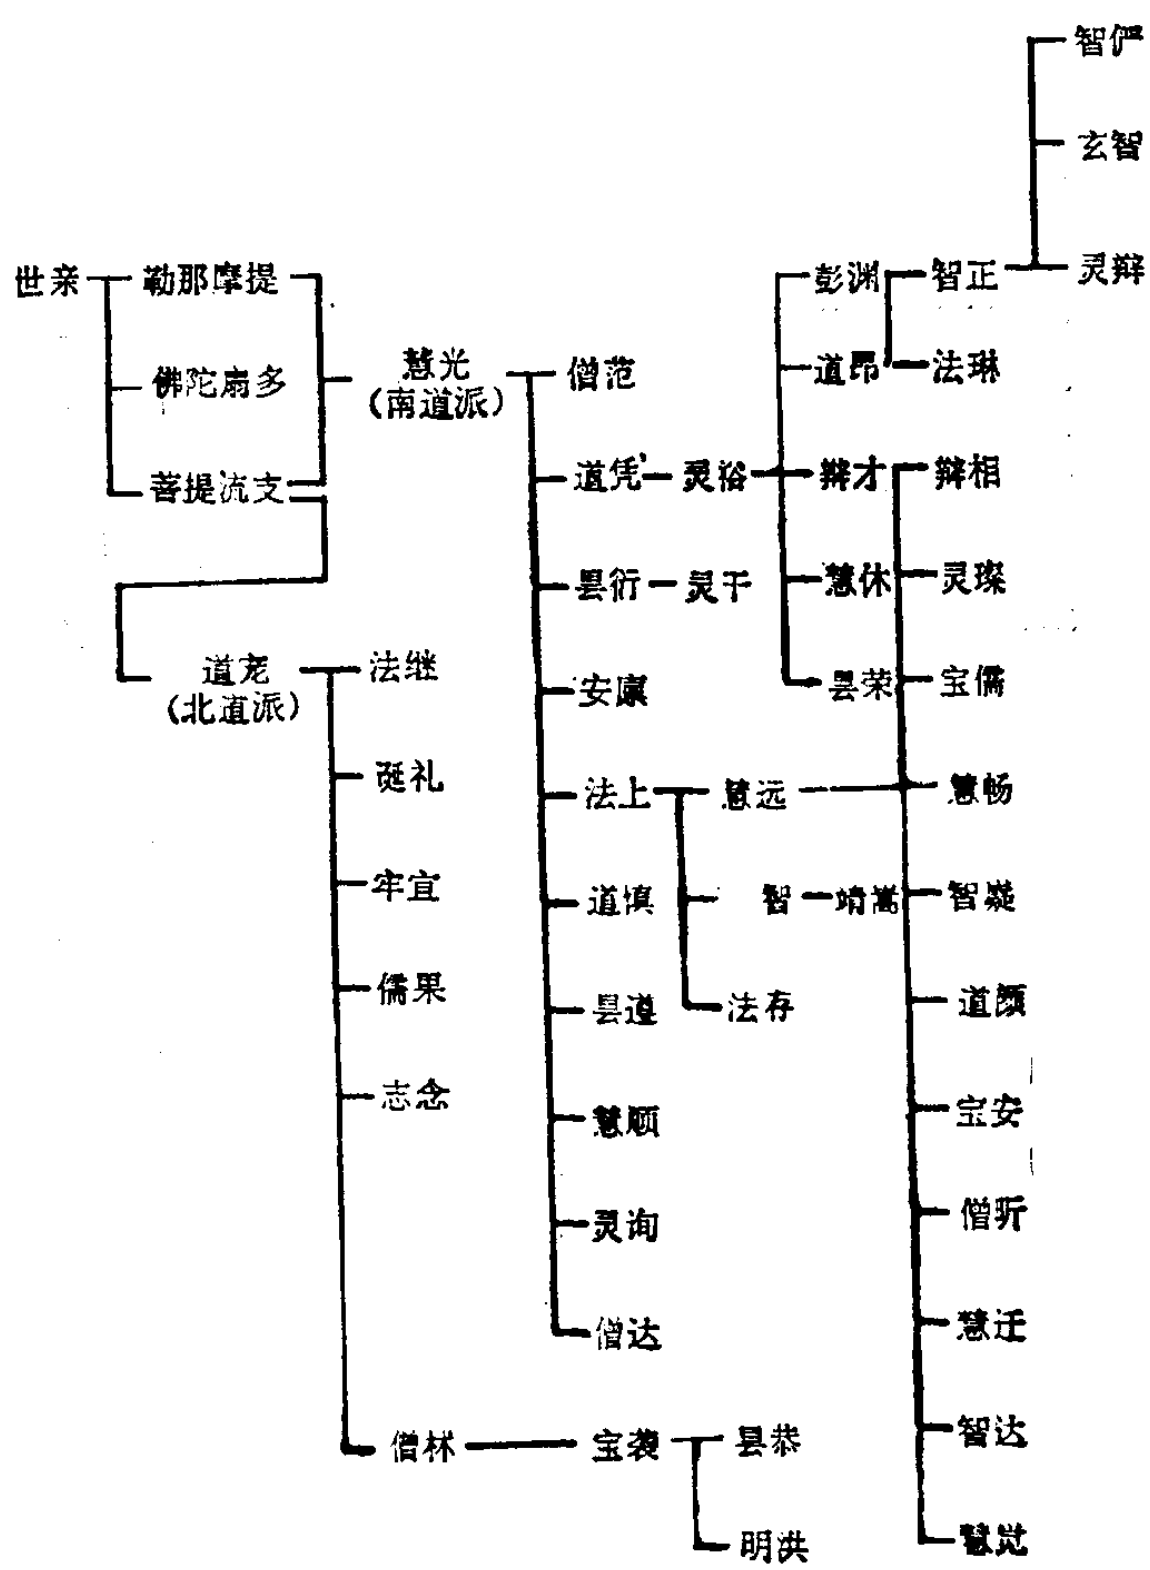 智俨
玄智
世亲 勒那摩提 彭渊 智正 灵辩
佛陀扇多 慧光 僧范 道昂 法琳
(南道派)
菩提流支 道凭 灵裕 辩才 辩相
昙衍 灵干 慧休 灵璨
道宠 法继 安廪 昙荣 宝儒
(北道派)
诞礼 法上 慧远 慧畅
牢宜 道慎 智 靖嵩 智凝
儒果 昙遵 法存 道颜
志念 慧顺 宝安
灵询 僧昕
僧达 慧迁
僧林 宝袭 昙恭 智达
明洪 慧觉